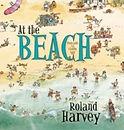 At the
BEACH
Roland
Harvey